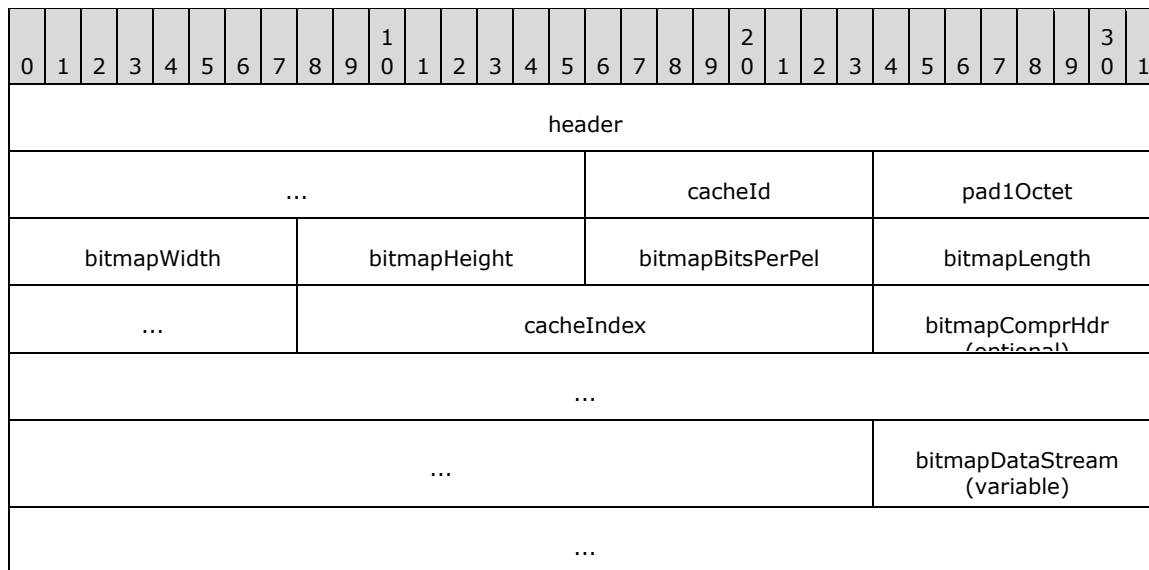 1 2 3
0 1 2 3 4 5 6 7 8 9 0 1 2 3 4 5 6 7 8 9 0 1 2 3 4 5 6 7 8 9 0 1
header
... cacheId pad1Octet
bitmapWidth bitmapHeight bitmapBitsPerPel bitmapLength
... cacheIndex bitmapComprHdr
(optional)
...
... bitmapDataStream
(variable)
...